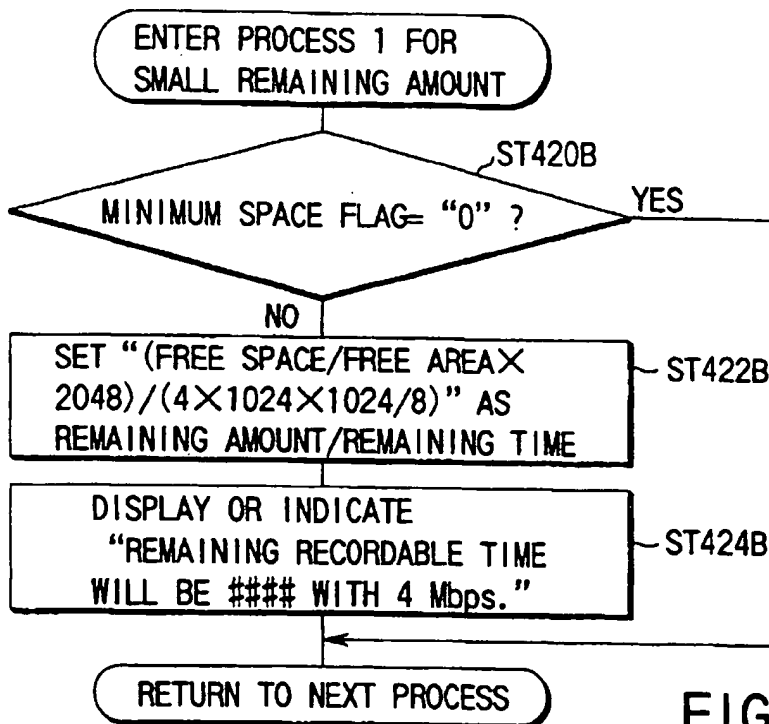 ENTER PROCESS 1 FOR
SMALL REMAINING AMOUNT
ST420B
MINIMUM SPACE FLAG= “0” ?
YES
NO
SET “(FREE SPACE/FREE AREA×
2048)/(4×1024×1024/8)” AS
REMAINING AMOUNT/REMAINING TIME
ST422B
DISPLAY OR INDICATE
“REMAINING RECORDABLE TIME
WILL BE #### WITH 4 Mbps.”
ST424B
RETURN TO NEXT PROCESS
FIG